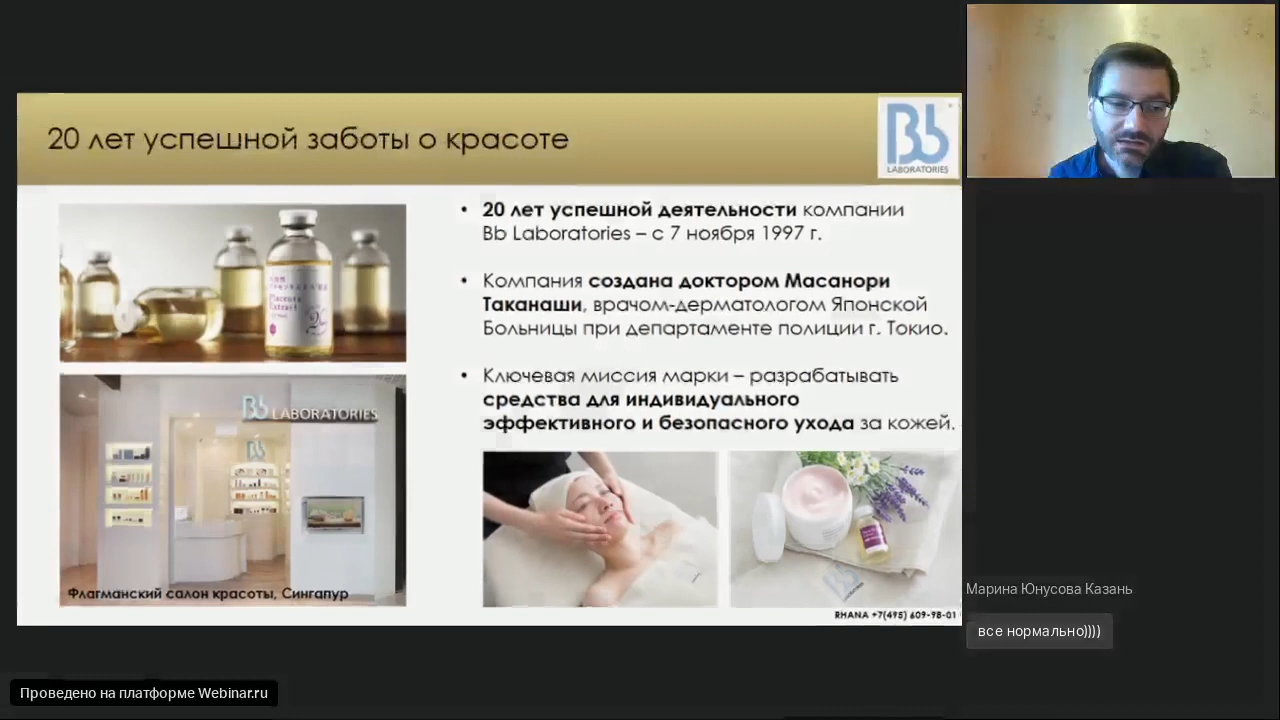 20 лет успешной заботы о красоте
Bb
LABORATORIES
• 20 лет успешной деятельности компании
Bb Laboratories – с 7 ноября 1997 г.
• Компания создана доктором Масанори
Таканаши, врачом-дерматологом Японской
Больницы при департаменте полиции г. Токио.
• Ключевая миссия марки – разрабатывать
средства для индивидуального
эффективного и безопасного ухода за кожей.
Placenta
Extract
Bb LABORATORIES
Bb
Флагманский салон красоты, Сингапур
Bb
RHANA +7(495) 609-98-01
Марина Юнусова Казань
все нормально))))
Проведено на платформе Webinar.ru